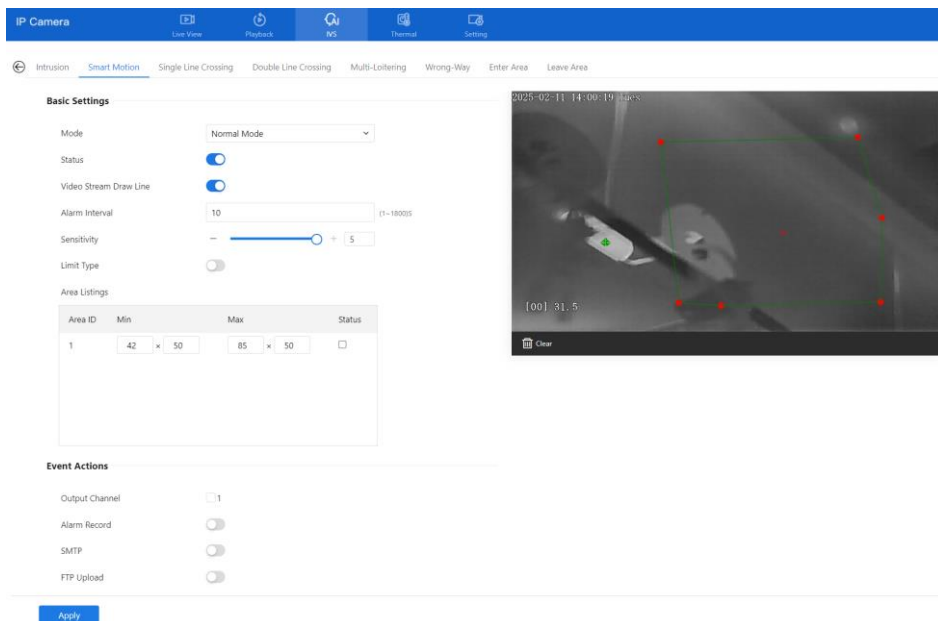 IP Camera
Live View Playback IVS Thermal Setting
Intrusion Smart Motion Single Line Crossing Double Line Crossing Multi-Loitering Wrong-Way Enter Area Leave Area
Basic Settings
2025-02-11 14:00:19 Tues
Mode Normal Mode
Status
Video Stream Draw Line
Alarm Interval 10 (1~1800)S
Sensitivity − + 5
Limit Type
Area Listings
[00] 31.5
Area ID Min Max Status
1 42 × 50 85 × 50
Clear
Event Actions
Output Channel 1
Alarm Record
SMTP
FTP Upload
Apply